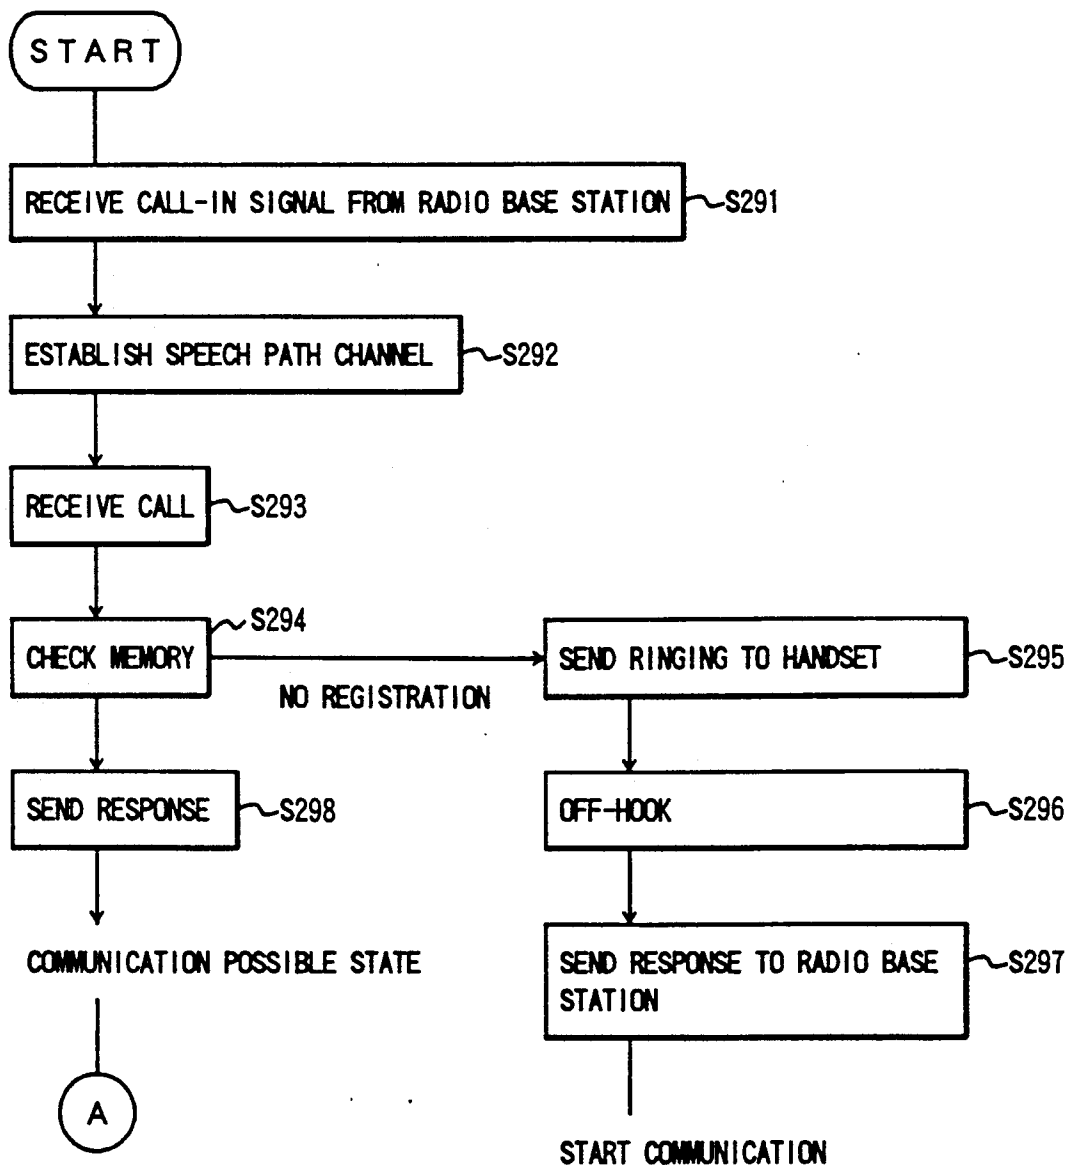 START
RECEIVE CALL-IN SIGNAL FROM RADIO BASE STATION
S291
ESTABLISH SPEECH PATH CHANNEL
S292
RECEIVE CALL
S293
CHECK MEMORY
S294
NO REGISTRATION
SEND RINGING TO HANDSET
S295
SEND RESPONSE
S298
OFF-HOOK
S296
COMMUNICATION POSSIBLE STATE
SEND RESPONSE TO RADIO BASE
STATION
S297
A
START COMMUNICATION